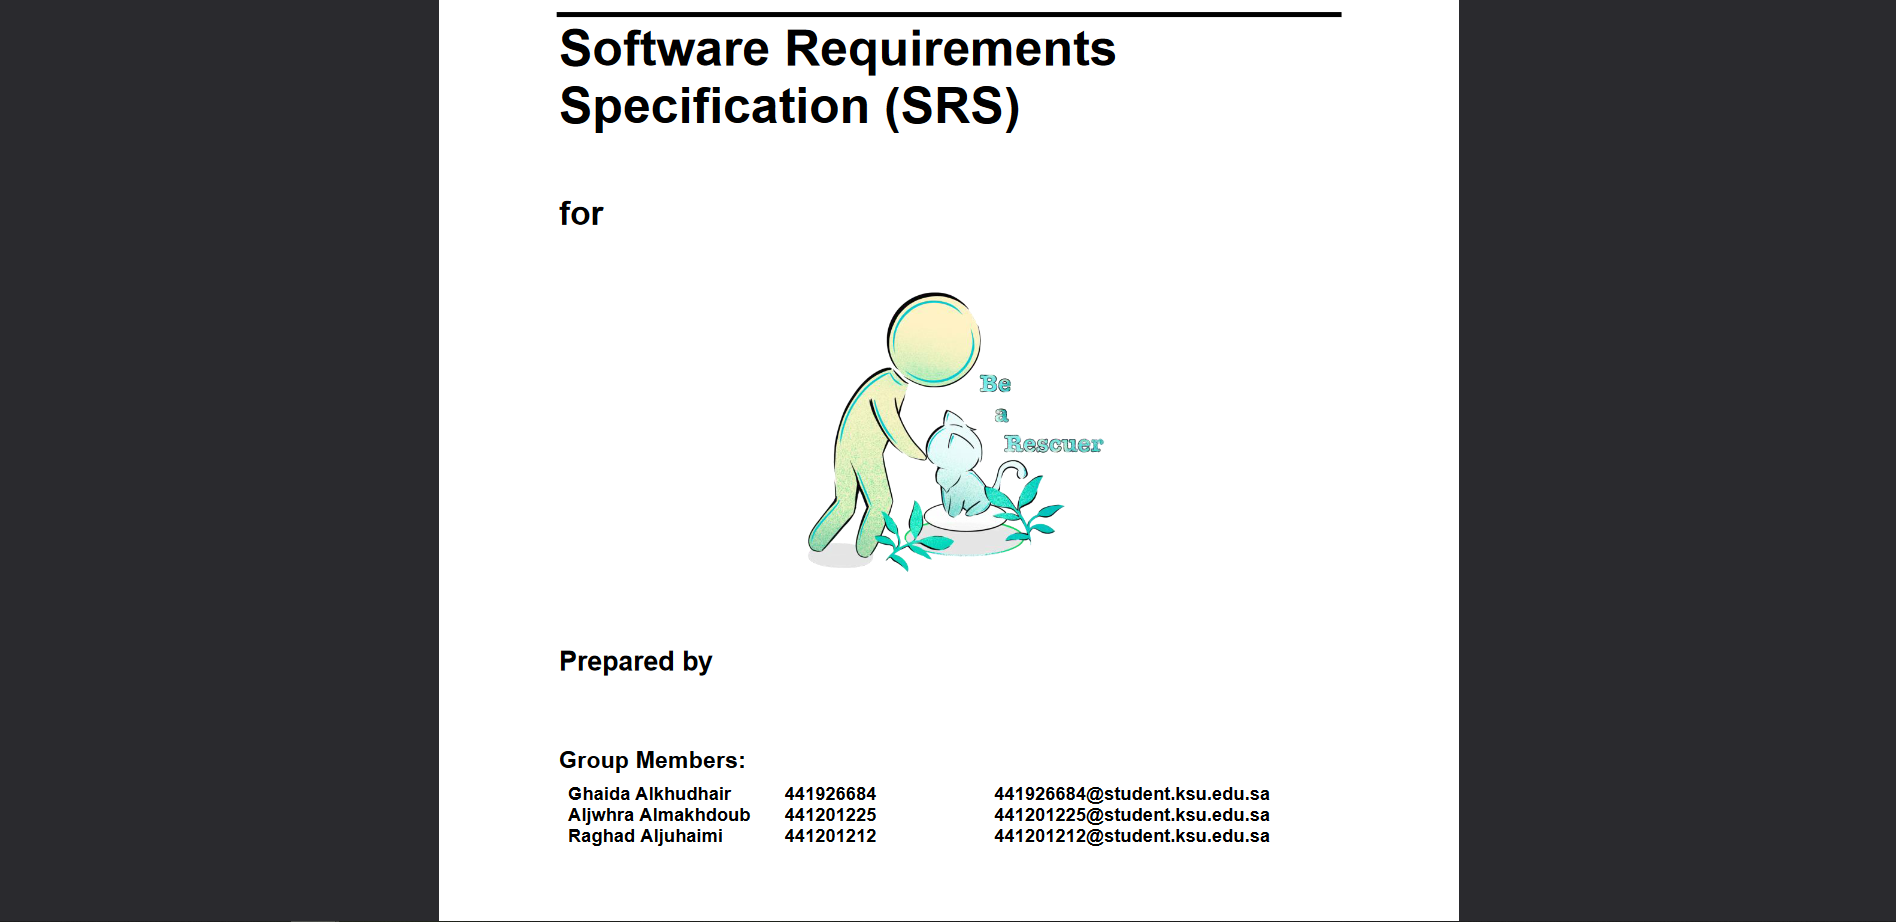 Software Requirements
Specification (SRS)
for
Be
a
Rescuer
Prepared by
Group Members:
Ghaida Alkhudhair 441926684 441926684@student.ksu.edu.sa
Aljwhra Almakhdoub 441201225 441201225@student.ksu.edu.sa
Raghad Aljuhaimi 441201212 441201212@student.ksu.edu.sa